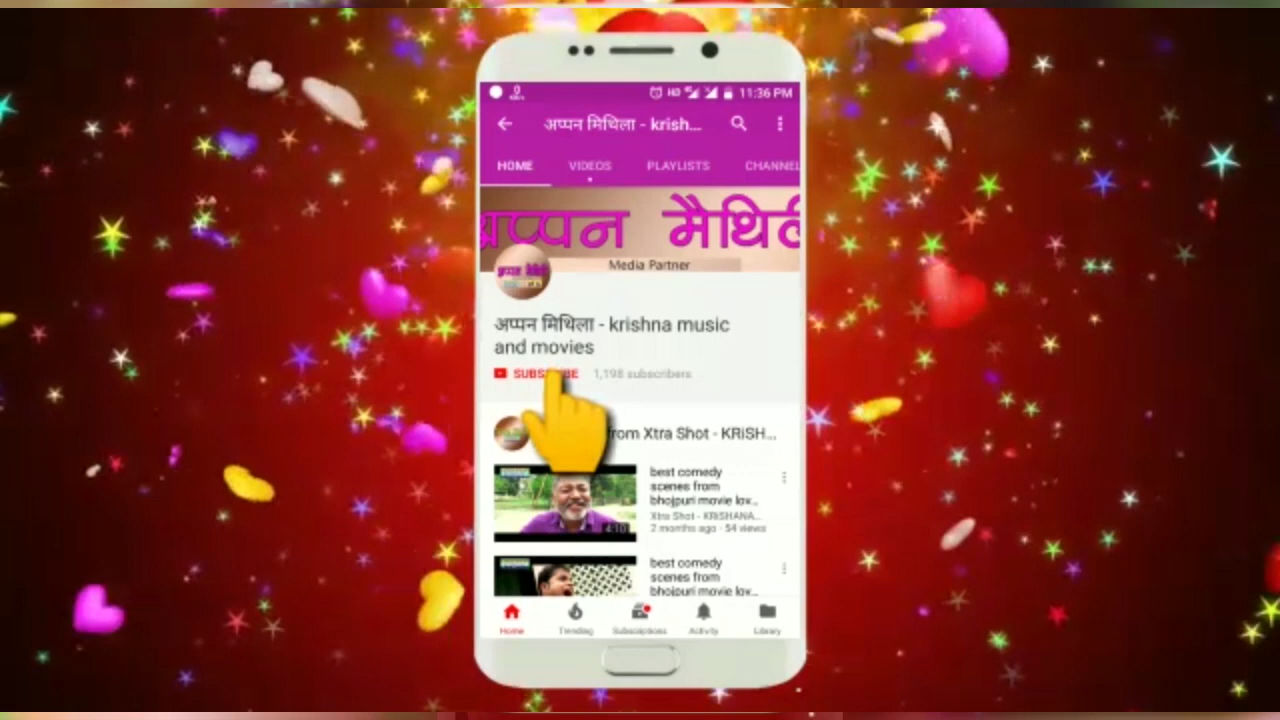 11:36 PM
अप्पन मिथिला - krish...
HOME VIDEOS PLAYLISTS CHANNEL
अप्पन मैथिली
Media Partner
अप्पन मिथिला - krishna music
and movies
SUBSCRIBE 1,198 subscribers
from Xtra Shot - KRiSH...
best comedy
scenes from
bhojpuri movie lov...
Xtra Shot - KRiSHANA...
2 months ago · 54 views
4:10
best comedy
scenes from
bhojpuri movie lov...
Home Trending Subscriptions Activity Library